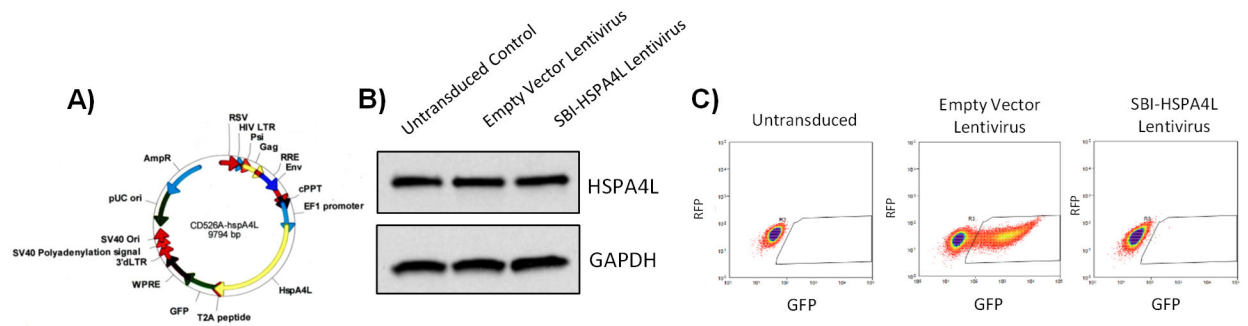 A)
RSV
HIV LTR
Psi
Gag
RRE
Env
cPPT
EF1 promoter
HspA4L
T2A peptide
GFP
WPRE
3'dLTR
SV40 Polyadenylation signal
SV40 Ori
pUC ori
AmpR
CD526A-hspA4L
9794 bp
B)
Untransduced Control
Empty Vector Lentivirus
SBI-HSPA4L Lentivirus
HSPA4L
GAPDH
C)
Untransduced
RFP
GFP
Empty Vector
Lentivirus
RFP
GFP
SBI-HSPA4L
Lentivirus
RFP
GFP